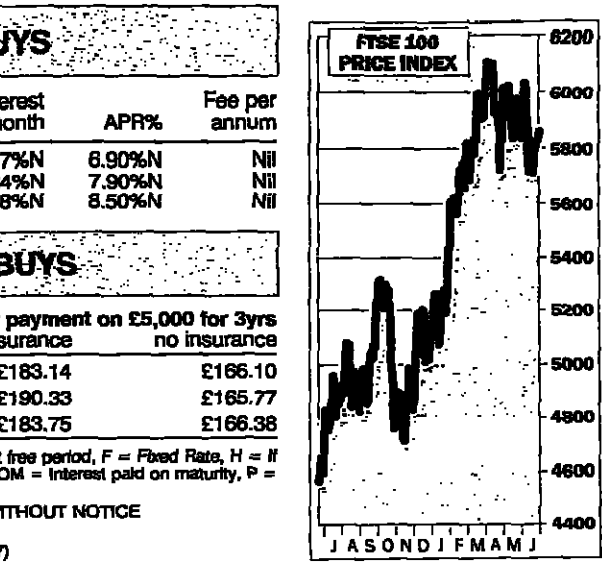 UYS
erest
month APR% Fee per annum
7%N 6.90%N Nil
4%N 7.90%N Nil
8%N 8.50%N Nil
BUYS
payment on £5,000 for 3yrs
surance no insurance
£183.14 £166.10
£190.33 £165.77
£183.75 £166.38
free period, F = Fixed Rate, H = If
OM = Interest paid on maturity, P =
ITHOUT NOTICE
7)
FTSE 100
PRICE INDEX
6200
6000
5800
5600
5400
5200
5000
4800
4600
4400
J A S O N D J F M A M J